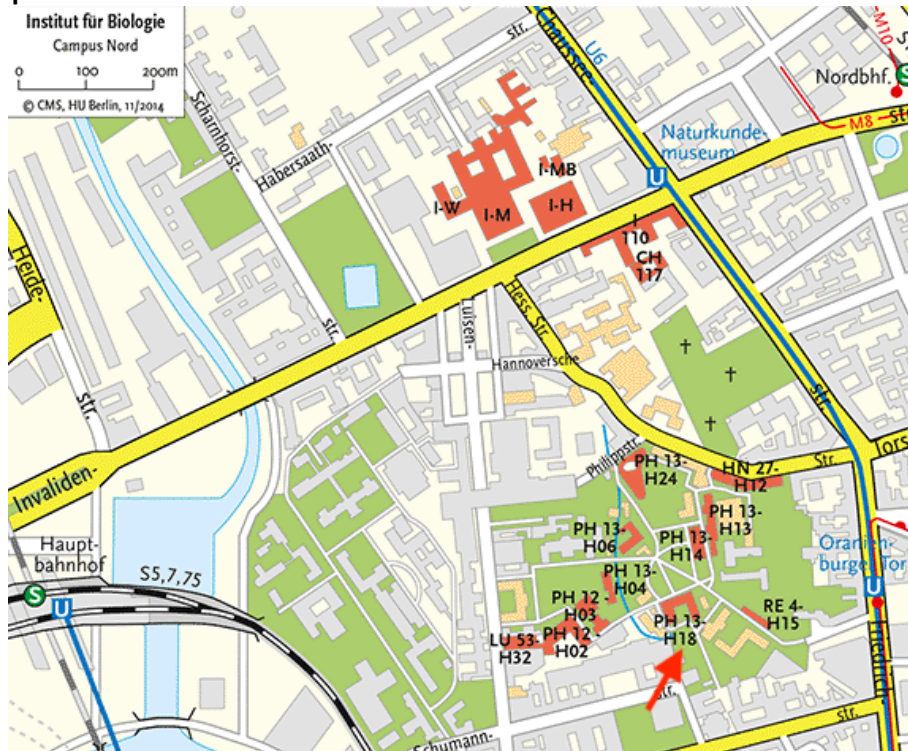 Institut für Biologie
Campus Nord
0 100 200m
© CMS, HU Berlin, 11/2014
str.
Chaussee-
U6
M10
S
Nordbhf.
M8
Naturkunde-
museum
U
Scharnhorst-
Habersaath-
I-MB
I-W
I-M
I-H
I
110
CH
117
Heide-
Luisen-
Hess. Str.
str.
Hannoversche
str.
str.
Invaliden-
Philippstr.
Str.
Tors
PH 13-
H24
HN 27-
H12
PH 13-
H13
PH 13-
H06
PH 13-
H14
Haupt-
bahnhof
S5,7,75
S
U
Oranien-
burger Tor
U
PH 13-
H04
PH 12 -
H03
RE 4-
H15
PH 13-
H18
LU 53-
H32
PH 12 -
H02
Friedrich-
str.
str.
Schumann-